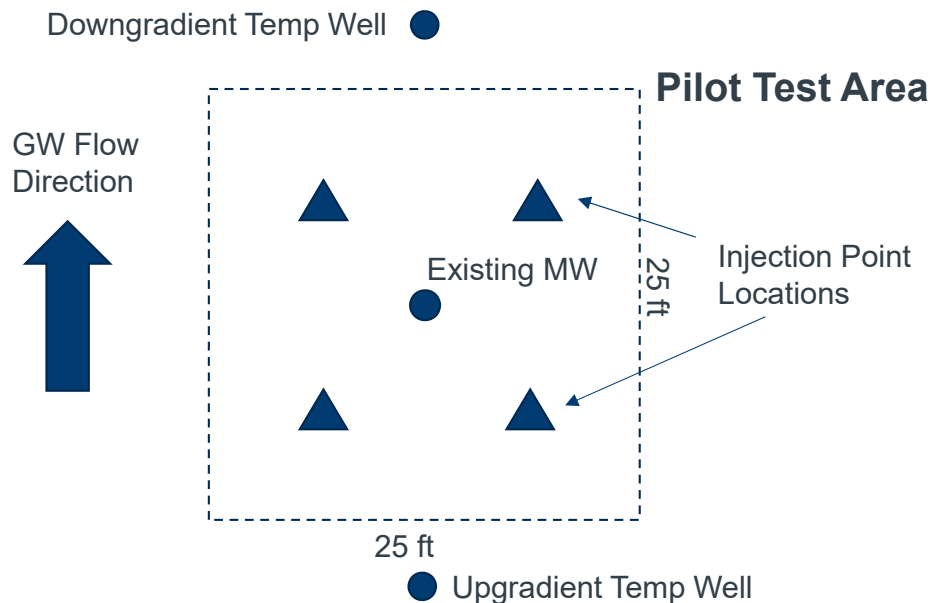 Downgradient Temp Well
Pilot Test Area
GW Flow
Direction
Existing MW
25 ft
Injection Point
Locations
25 ft
Upgradient Temp Well